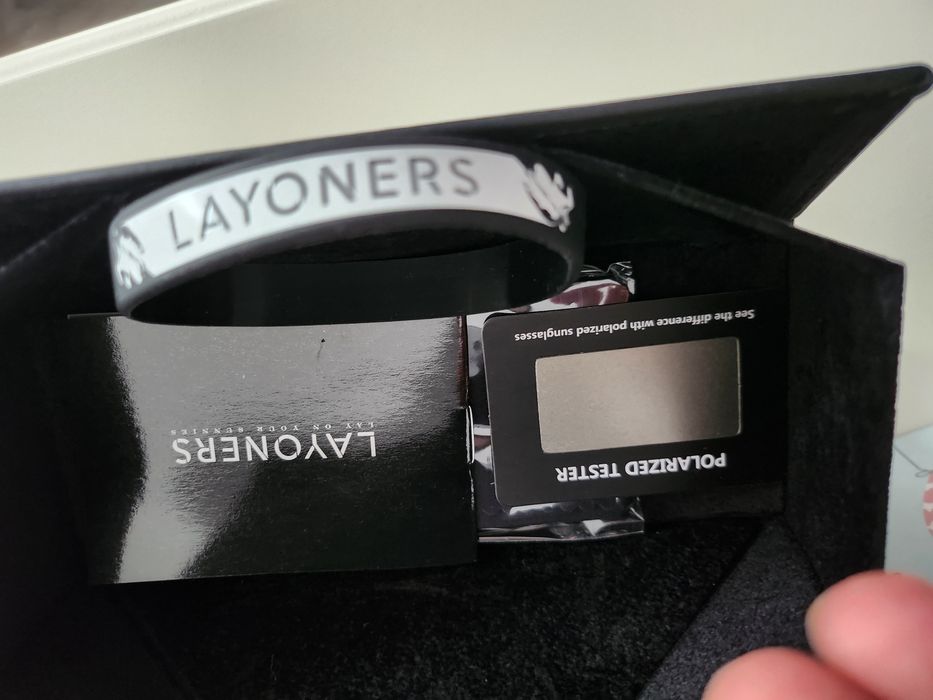 LAYONERS
LAYONERS
LAY ON YOUR SUNNIES
POLARIZED TESTER
See the difference with polarized sunglasses